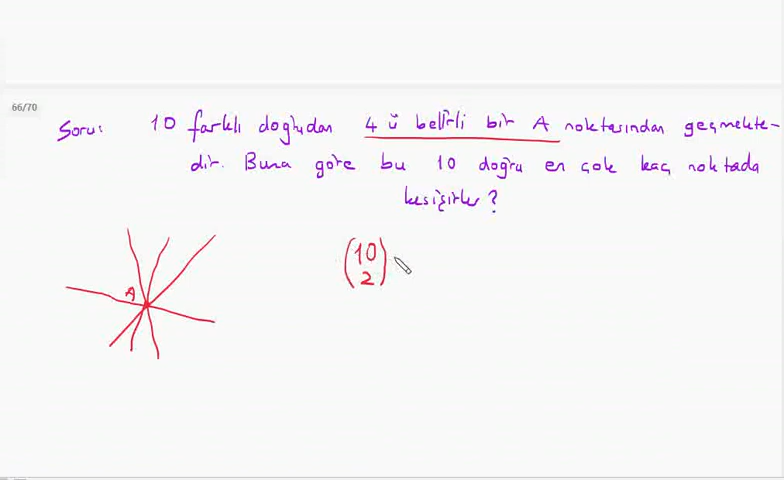 66/70
Soru: 10 farklı doğrudan 4 ü belirli bir A noktasından geçmekte-
dir. Buna göre bu 10 doğru en çok kaç noktada
kesişirler?
A
(10
2)